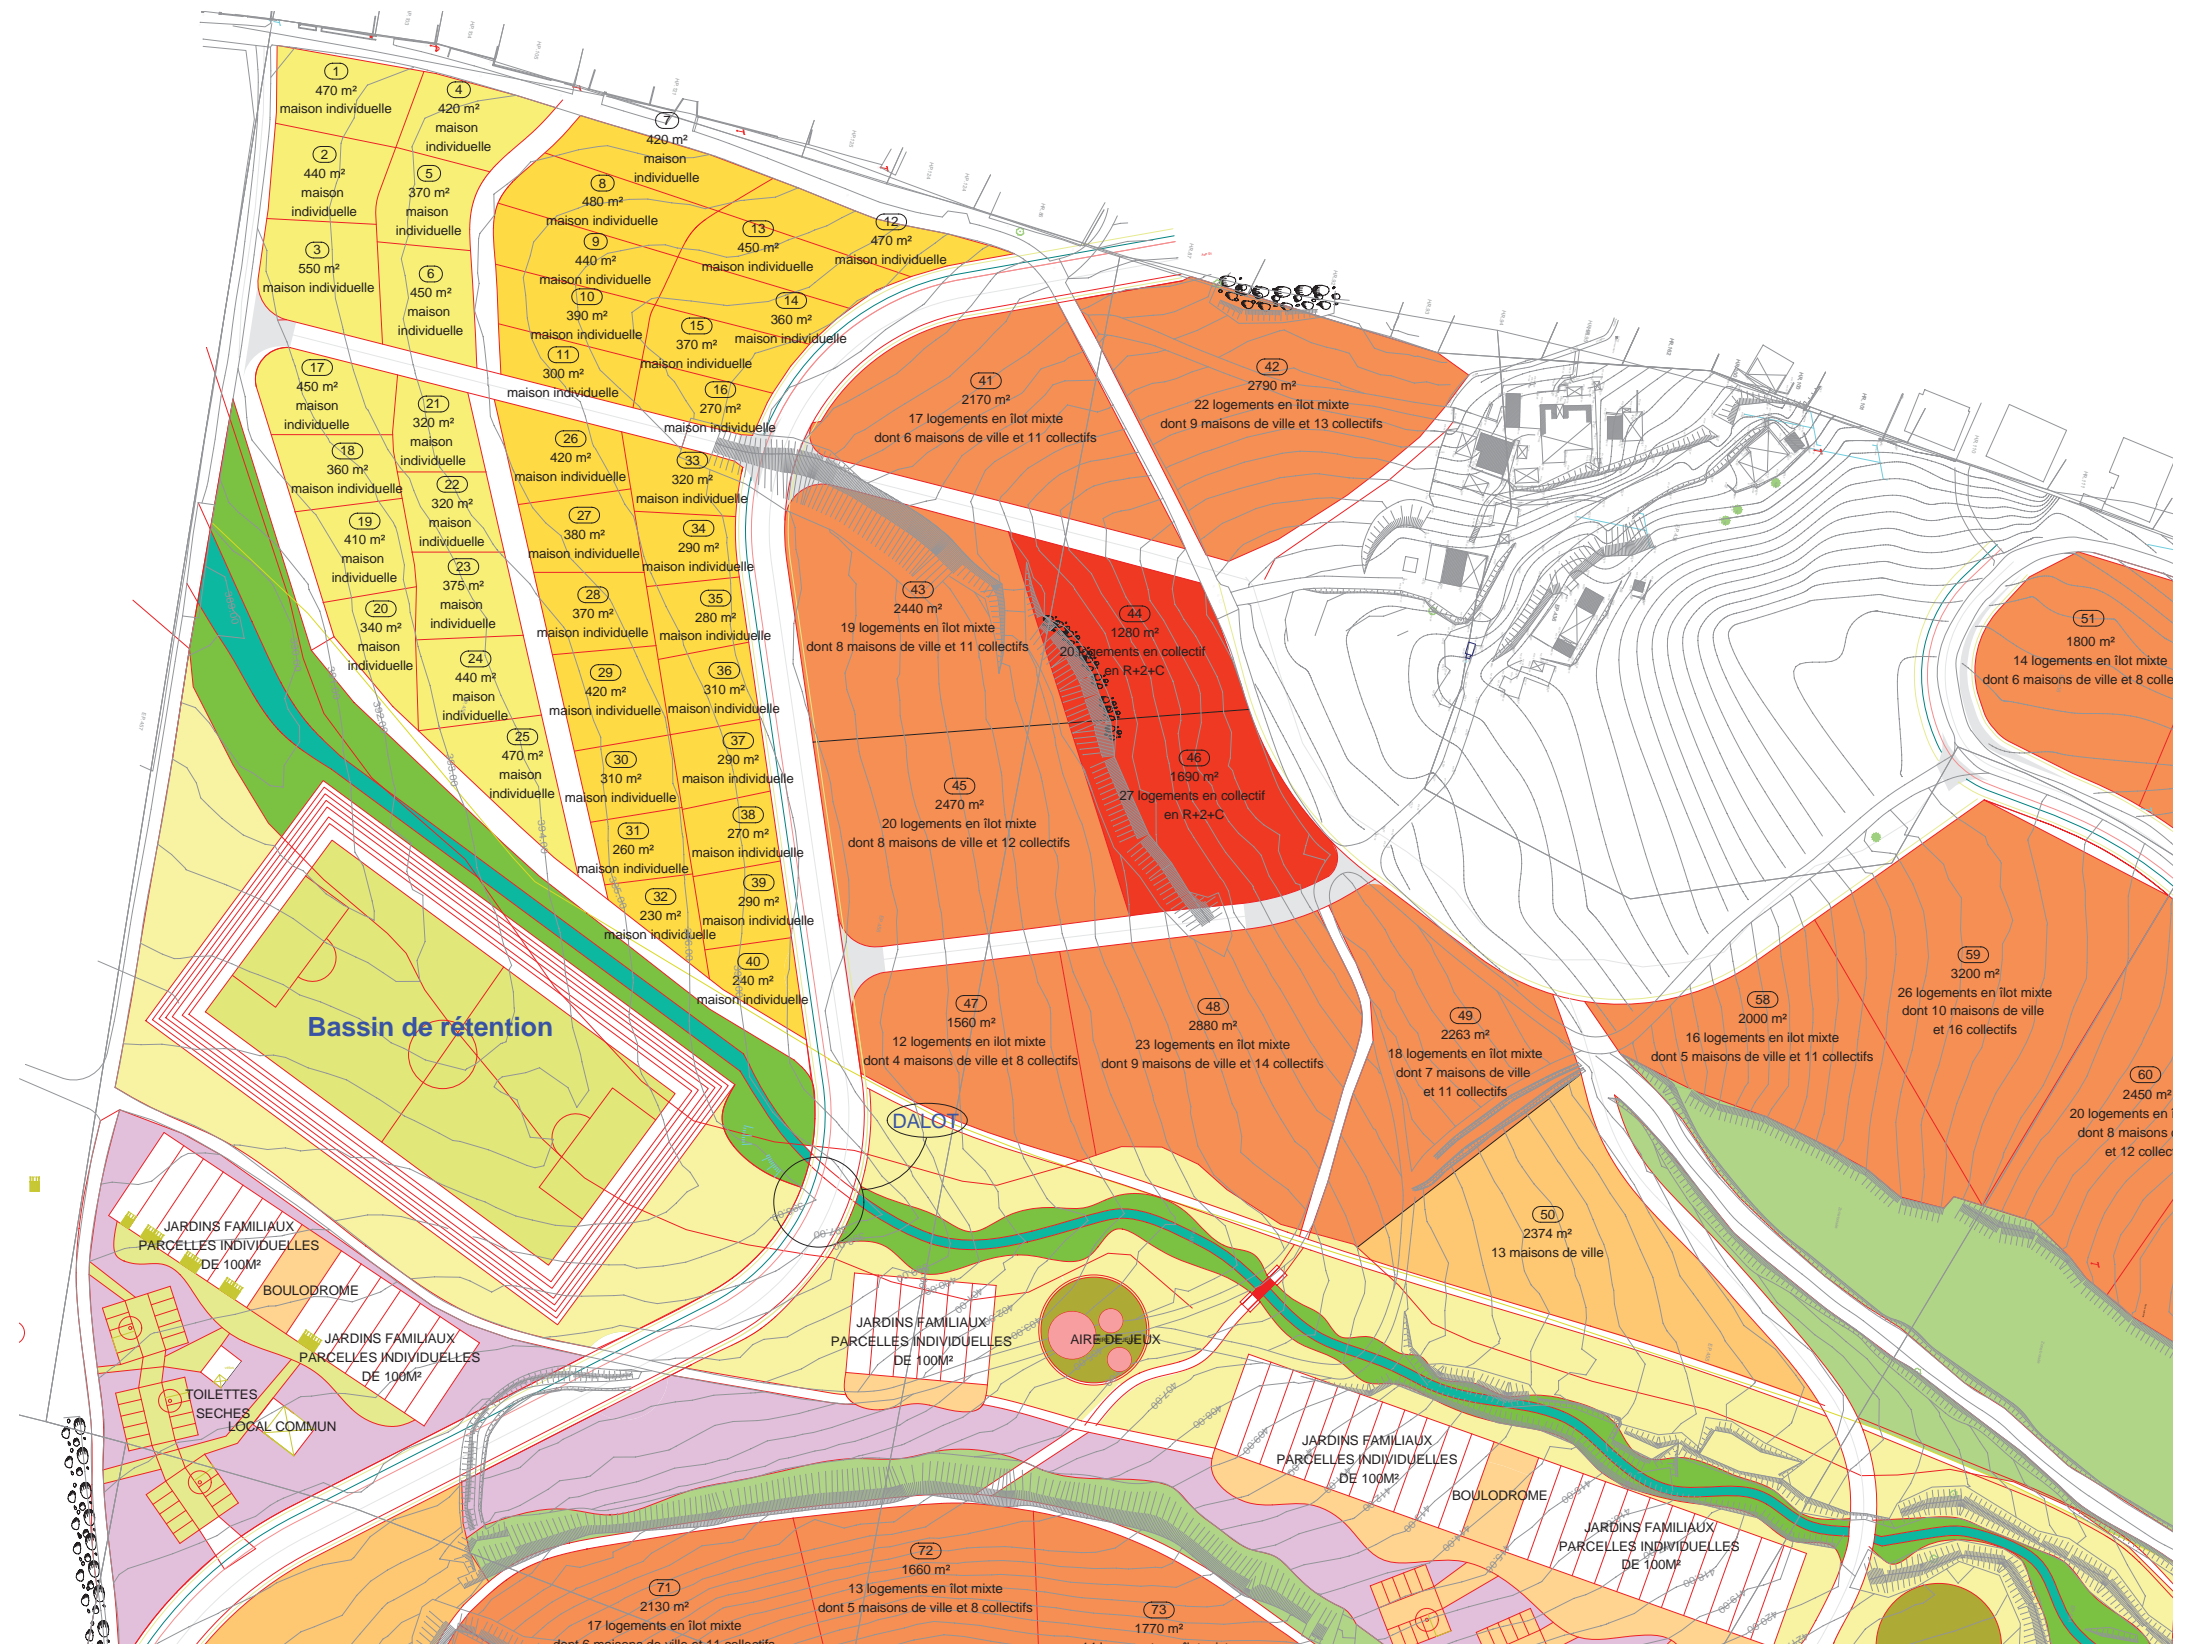 1
470 m²
maison individuelle
4
420 m²
maison
individuelle
2
440 m²
maison
individuelle
5
370 m²
maison
individuelle
3
550 m²
maison individuelle
6
450 m²
maison
individuelle
7
420 m²
maison
individuelle
8
480 m²
maison individuelle
9
440 m²
maison individuelle
10
390 m²
maison individuelle
11
300 m²
maison individuelle
12
470 m²
maison individuelle
13
450 m²
maison individuelle
14
360 m²
maison individuelle
15
370 m²
maison individuelle
16
270 m²
maison individuelle
17
450 m²
maison
individuelle
18
360 m²
maison individuelle
19
410 m²
maison
individuelle
20
340 m²
maison
individuelle
21
320 m²
maison
individuelle
22
320 m²
maison
individuelle
23
375 m²
maison
individuelle
24
440 m²
maison
individuelle
25
470 m²
maison
individuelle
26
420 m²
maison individuelle
27
380 m²
maison individuelle
28
370 m²
maison individuelle
29
420 m²
maison individuelle
30
310 m²
maison individuelle
31
260 m²
maison individuelle
32
230 m²
maison individuelle
33
320 m²
maison individuelle
34
290 m²
maison individuelle
35
280 m²
maison individuelle
36
310 m²
maison individuelle
37
290 m²
maison individuelle
38
270 m²
maison individuelle
39
290 m²
maison individuelle
40
240 m²
maison individuelle
41
2170 m²
17 logements en îlot mixte
dont 6 maisons de ville et 11 collectifs
42
2790 m²
22 logements en îlot mixte
dont 9 maisons de ville et 13 collectifs
43
2440 m²
19 logements en îlot mixte
dont 8 maisons de ville et 11 collectifs
44
1280 m²
20 logements en collectif
en R+2+C
45
2470 m²
20 logements en îlot mixte
dont 8 maisons de ville et 12 collectifs
46
1690 m²
27 logements en collectif
en R+2+C
47
1560 m²
12 logements en ilot mixte
dont 4 maisons de ville et 8 collectifs
48
2880 m²
23 logements en îlot mixte
dont 9 maisons de ville et 14 collectifs
49
2263 m²
18 logements en îlot mixte
dont 7 maisons de ville
et 11 collectifs
50
2374 m²
13 maisons de ville
51
1800 m²
14 logements en îlot mixte
dont 6 maisons de ville et 8 colle
58
2000 m²
16 logements en ilot mixte
dont 5 maisons de ville et 11 collectifs
59
3200 m²
26 logements en îlot mixte
dont 10 maisons de ville
et 16 collectifs
60
2450 m²
20 logements en
dont 8 maisons
et 12 collec
Bassin de rétention
DALOT
JARDINS FAMILIAUX
PARCELLES INDIVIDUELLES
DE 100M²
BOULODROME
JARDINS FAMILIAUX
PARCELLES INDIVIDUELLES
DE 100M²
TOILETTES
SECHES
LOCAL COMMUN
JARDINS FAMILIAUX
PARCELLES INDIVIDUELLES
DE 100M²
AIRE DE JEUX
JARDINS FAMILIAUX
PARCELLES INDIVIDUELLES
DE 100M²
BOULODROME
JARDINS FAMILIAUX
PARCELLES INDIVIDUELLES
DE 100M²
71
2130 m²
17 logements en îlot mixte
dont 6 maisons de ville et 11 collectifs
72
1660 m²
13 logements en îlot mixte
dont 5 maisons de ville et 8 collectifs
73
1770 m²